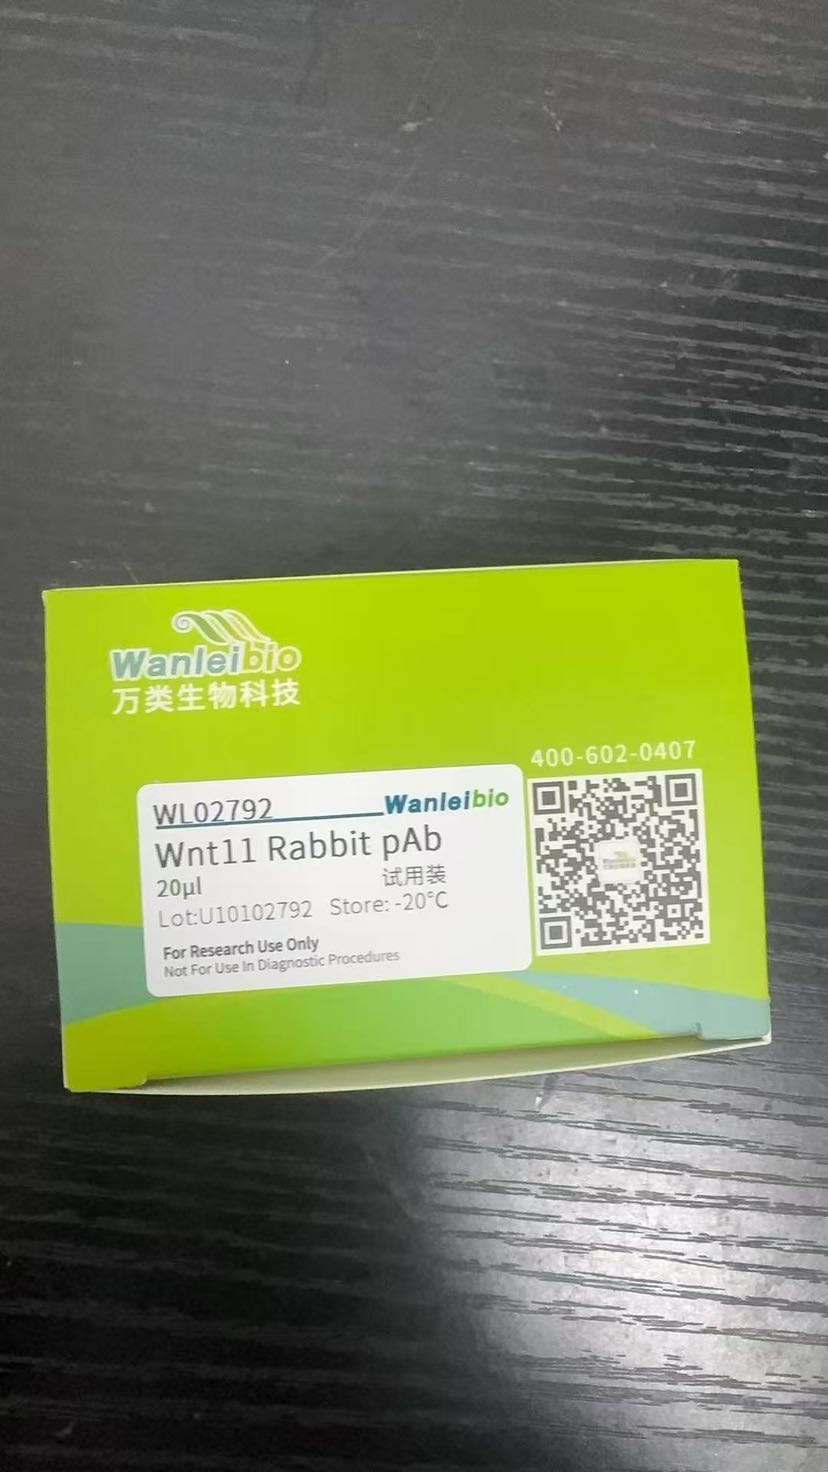 Wanleibio
万类生物科技
400-602-0407
WL02792 Wanleibio
Wnt11 Rabbit pAb
20μl 试用装
Lot:U10102792 Store: -20°C
For Research Use Only
Not For Use In Diagnostic Procedures